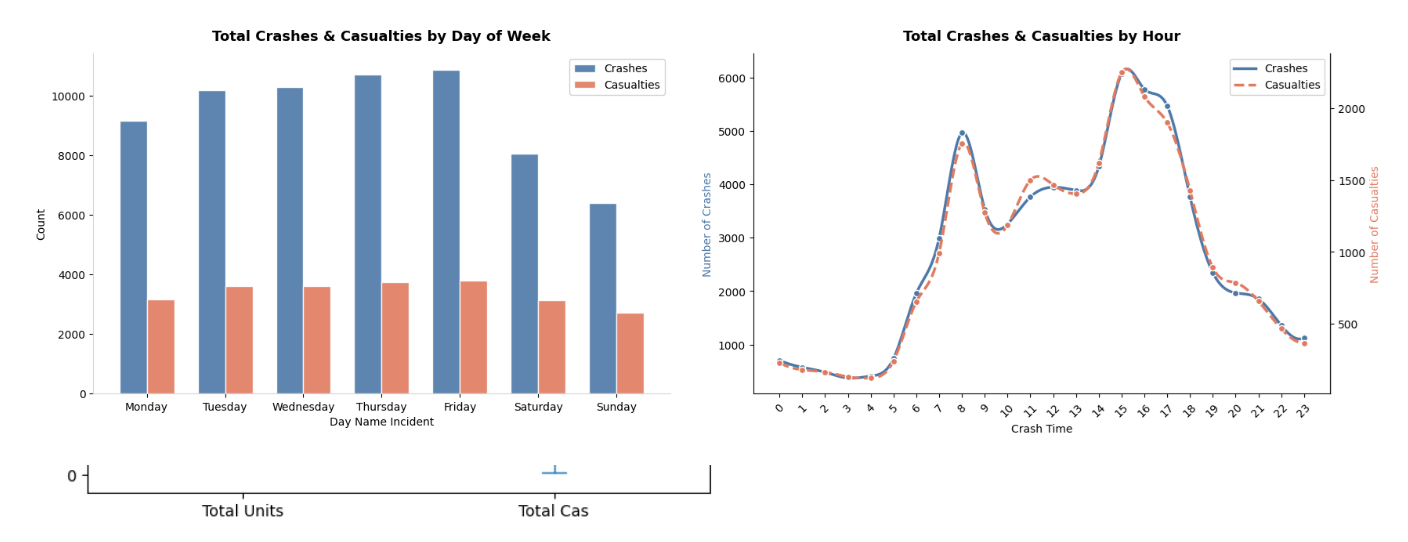 Total Crashes & Casualties by Day of Week
Crashes
Casualties
Count
10000
8000
6000
4000
2000
0
Monday Tuesday Wednesday Thursday Friday Saturday Sunday
Day Name Incident
Total Crashes & Casualties by Hour
Crashes
Casualties
Number of Crashes
6000
5000
4000
3000
2000
1000
2000
1500
1000
500
Number of Casualties
0 1 2 3 4 5 6 7 8 9 10 11 12 13 14 15 16 17 18 19 20 21 22 23
Crash Time
0
Total Units Total Cas